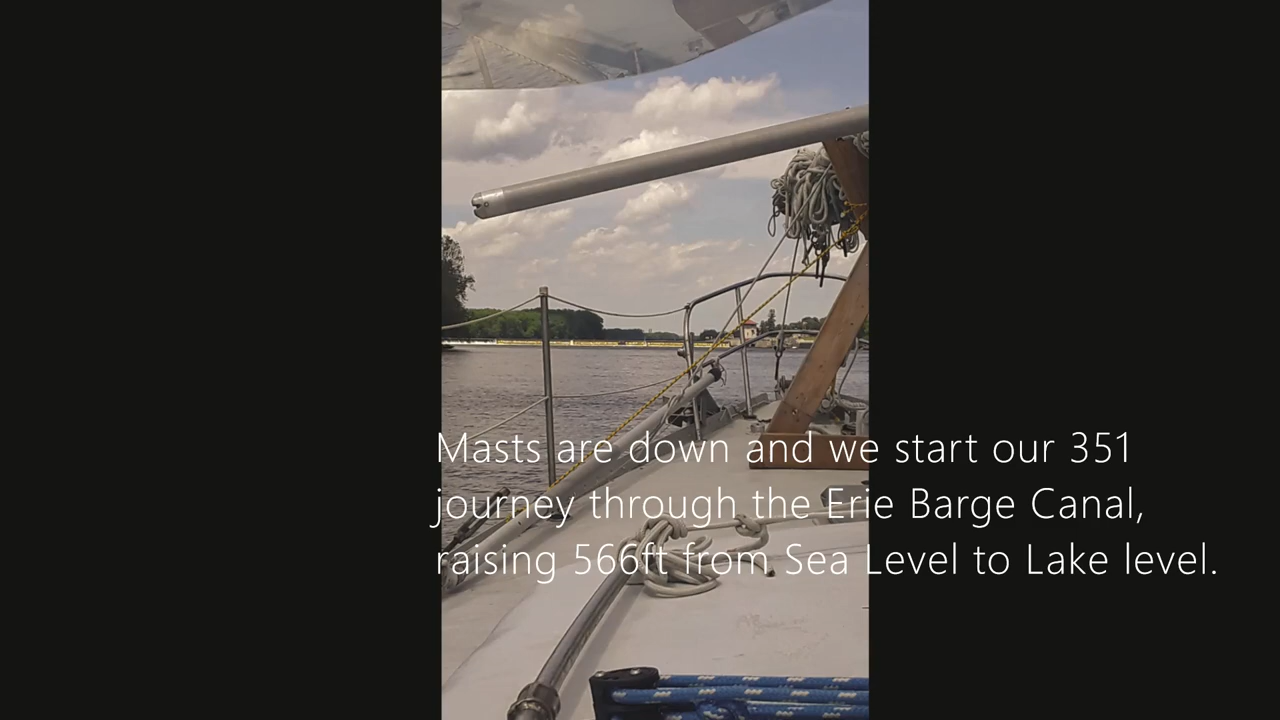 Masts are down and we start our 351
journey through the Erie Barge Canal,
raising 566ft from Sea Level to Lake level.